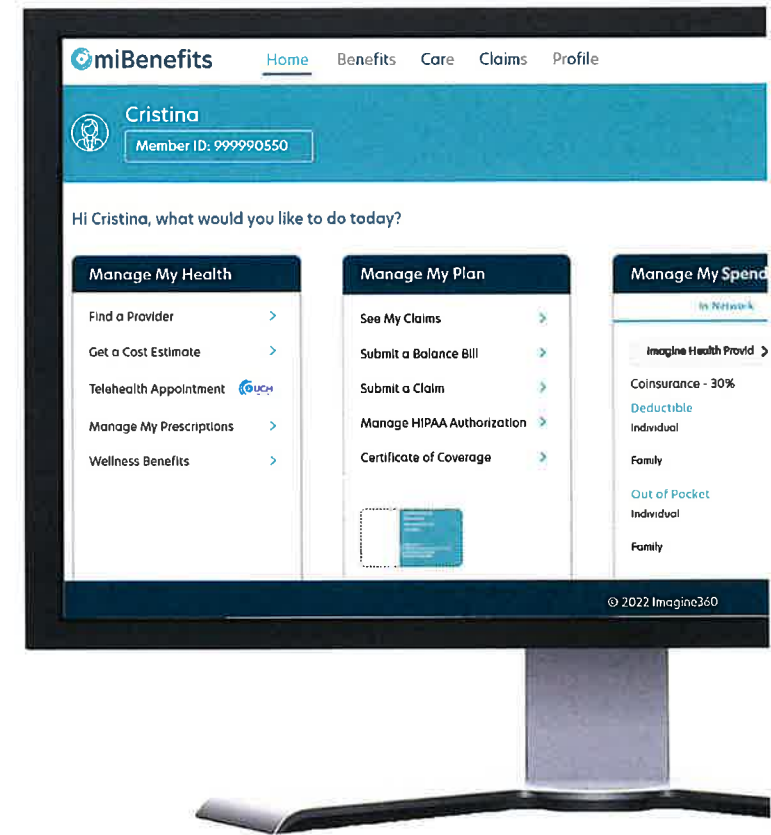 miBenefits
Home Benefits Care Claims Profile
Cristina
Member ID: 999990550
Hi Cristina, what would you like to do today?
Manage My Health
Find a Provider
Get a Cost Estimate
Telehealth Appointment
Manage My Prescriptions
Wellness Benefits
Manage My Plan
See My Claims
Submit a Balance Bill
Submit a Claim
Manage HIPAA Authorization
Certificate of Coverage
Manage My Spend
In Network
Imagine Health Provid
Coinsurance - 30%
Deductible
Individual
Family
Out of Pocket
Individual
Family
© 2022 Imagine360